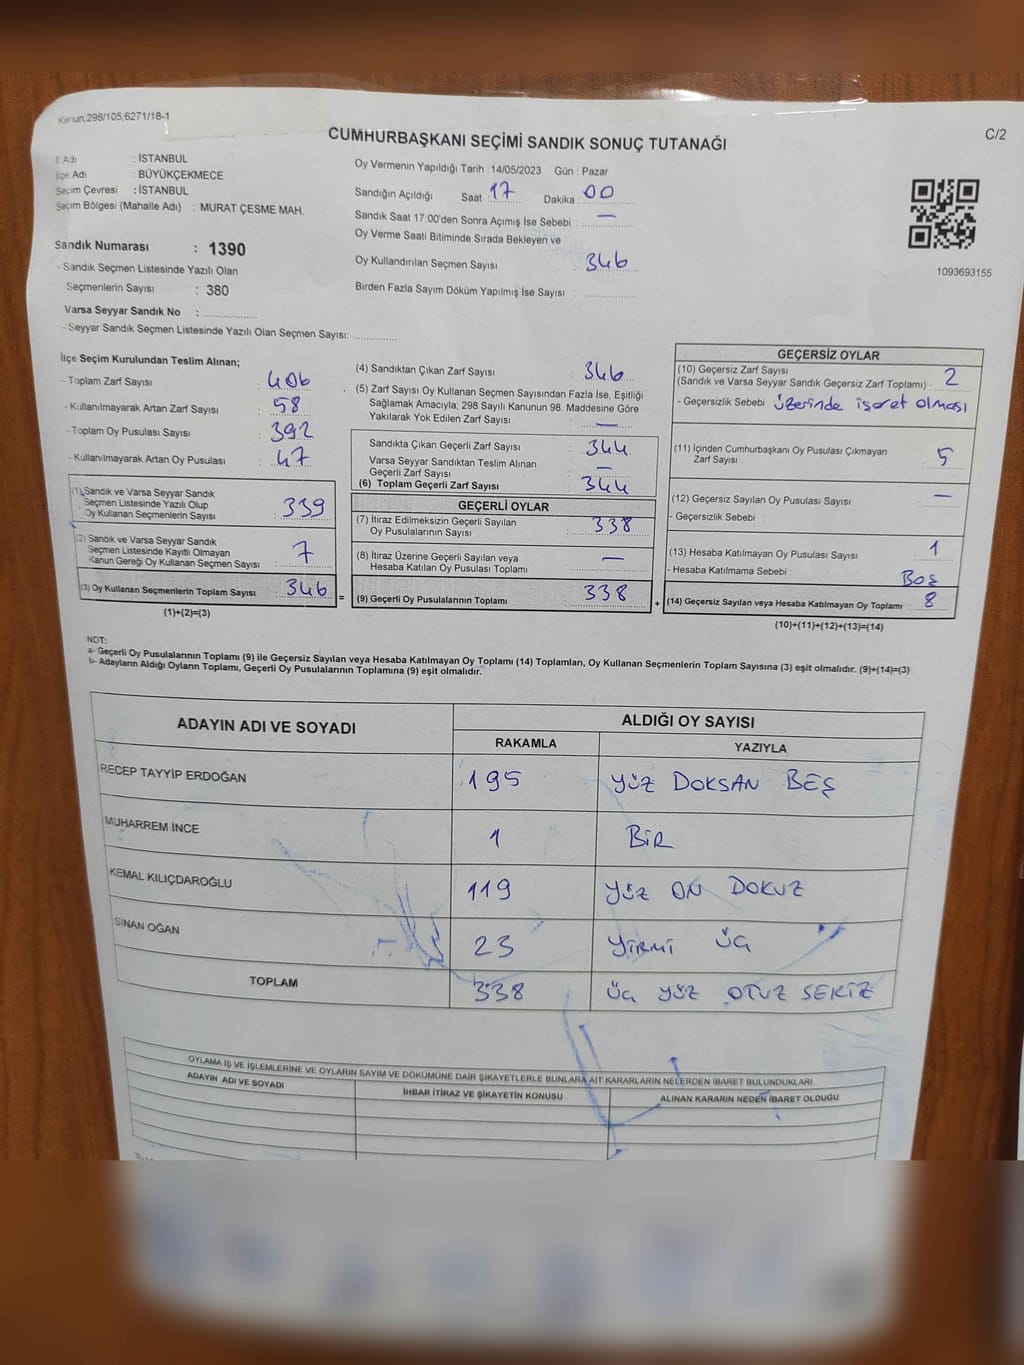 Kanun;298/105;6271/18-1
CUMHURBAŞKANI SEÇİMİ SANDIK SONUÇ TUTANAĞI
C/2
İl Adı : İSTANBUL
İlçe Adı : BÜYÜKÇEKMECE
Seçim Çevresi : İSTANBUL
Seçim Bölgesi (Mahalle Adı) : MURAT ÇESME MAH.
Sandık Numarası : 1390
- Sandık Seçmen Listesinde Yazılı Olan
Seçmenlerin Sayısı : 380
Varsa Seyyar Sandık No : ..............
- Seyyar Sandık Seçmen Listesinde Yazılı Olan Seçmen Sayısı: ..............
Oy Vermenin Yapıldığı Tarih : 14/05/2023 Gün : Pazar
Sandığın Açıldığı Saat : 17 Dakika : 00
Sandık Saat 17:00'den Sonra Açımış İse Sebebi : —
Oy Verme Saati Bitiminde Sırada Bekleyen ve
Oy Kullandırılan Seçmen Sayısı : 346
Birden Fazla Sayım Döküm Yapılmış İse Sayısı : ..............
1093693155
İlçe Seçim Kurulundan Teslim Alınan;
- Toplam Zarf Sayısı : 406
- Kullanılmayarak Artan Zarf Sayısı : 58
- Toplam Oy Pusulası Sayısı : 392
- Kullanılmayarak Artan Oy Pusulası : 47
(1) Sandık ve Varsa Seyyar Sandık
Seçmen Listesinde Yazılı Olup
Oy Kullanan Seçmenlerin Sayısı : 339
(2) Sandık ve Varsa Seyyar Sandık
Seçmen Listesinde Kayıtlı Olmayan
Kanun Gereği Oy Kullanan Seçmen Sayısı : 7
(3) Oy Kullanan Seçmenlerin Toplam Sayısı : 346 =
(1)+(2)=(3)
(4) Sandıktan Çıkan Zarf Sayısı : 346
(5) Zarf Sayısı Oy Kullanan Seçmen Sayısından Fazla İse, Eşitliği
Sağlamak Amacıyla; 298 Sayılı Kanunun 98. Maddesine Göre
Yakılarak Yok Edilen Zarf Sayısı : —
Sandıkta Çıkan Geçerli Zarf Sayısı : 344
Varsa Seyyar Sandıktan Teslim Alınan
Geçerli Zarf Sayısı : —
(6) Toplam Geçerli Zarf Sayısı : 344
GEÇERLİ OYLAR
(7) İtiraz Edilmeksizin Geçerli Sayılan
Oy Pusulalarının Sayısı : 338
(8) İtiraz Üzerine Geçerli Sayılan veya
Hesaba Katılan Oy Pusulası Toplamı : —
(9) Geçerli Oy Pusulalarının Toplamı : 338 +
GEÇERSİZ OYLAR
(10) Geçersiz Zarf Sayısı
(Sandık ve Varsa Seyyar Sandık Geçersiz Zarf Toplamı) : 2
- Geçersizlik Sebebi : üzerinde işaret olması
(11) İçinden Cumhurbaşkanı Oy Pusulası Çıkmayan
Zarf Sayısı : 5
(12) Geçersiz Sayılan Oy Pusulası Sayısı : —
- Geçersizlik Sebebi :
(13) Hesaba Katılmayan Oy Pusulası Sayısı : 1
- Hesaba Katılmama Sebebi : Boş
(14) Geçersiz Sayılan veya Hesaba Katılmayan Oy Toplamı : 8
(10)+(11)+(12)+(13)=(14)
NOT:
a- Geçerli Oy Pusulalarının Toplamı (9) ile Geçersiz Sayılan veya Hesaba Katılmayan Oy Toplamı (14) Toplamları, Oy Kullanan Seçmenlerin Toplam Sayısına (3) eşit olmalıdır. (9)+(14)=(3)
b- Adayların Aldığı Oyların Toplamı, Geçerli Oy Pusulalarının Toplamına (9) eşit olmalıdır.
ADAYIN ADI VE SOYADI ALDIĞI OY SAYISI
RAKAMLA YAZIYLA
RECEP TAYYİP ERDOĞAN 195 YÜZ DOKSAN BEŞ
MUHARREM İNCE 1 BİR
KEMAL KILIÇDAROĞLU 119 YÜZ ON DOKUZ
SİNAN OĞAN 23 YİRMİ ÜÇ
TOPLAM 338 ÜÇ YÜZ OTUZ SEKİZ
OYLAMA İŞ VE İŞLEMLERİNE VE OYLARIN SAYIM VE DÖKÜMÜNE DAİR ŞİKAYETLERLE BUNLARA AİT KARARLARIN NELERDEN İBARET BULUNDUKLARI
ADAYIN ADI VE SOYADI İHBAR İTİRAZ VE ŞİKAYETİN KONUSU ALINAN KARARIN NEDEN İBARET OLDUĞU